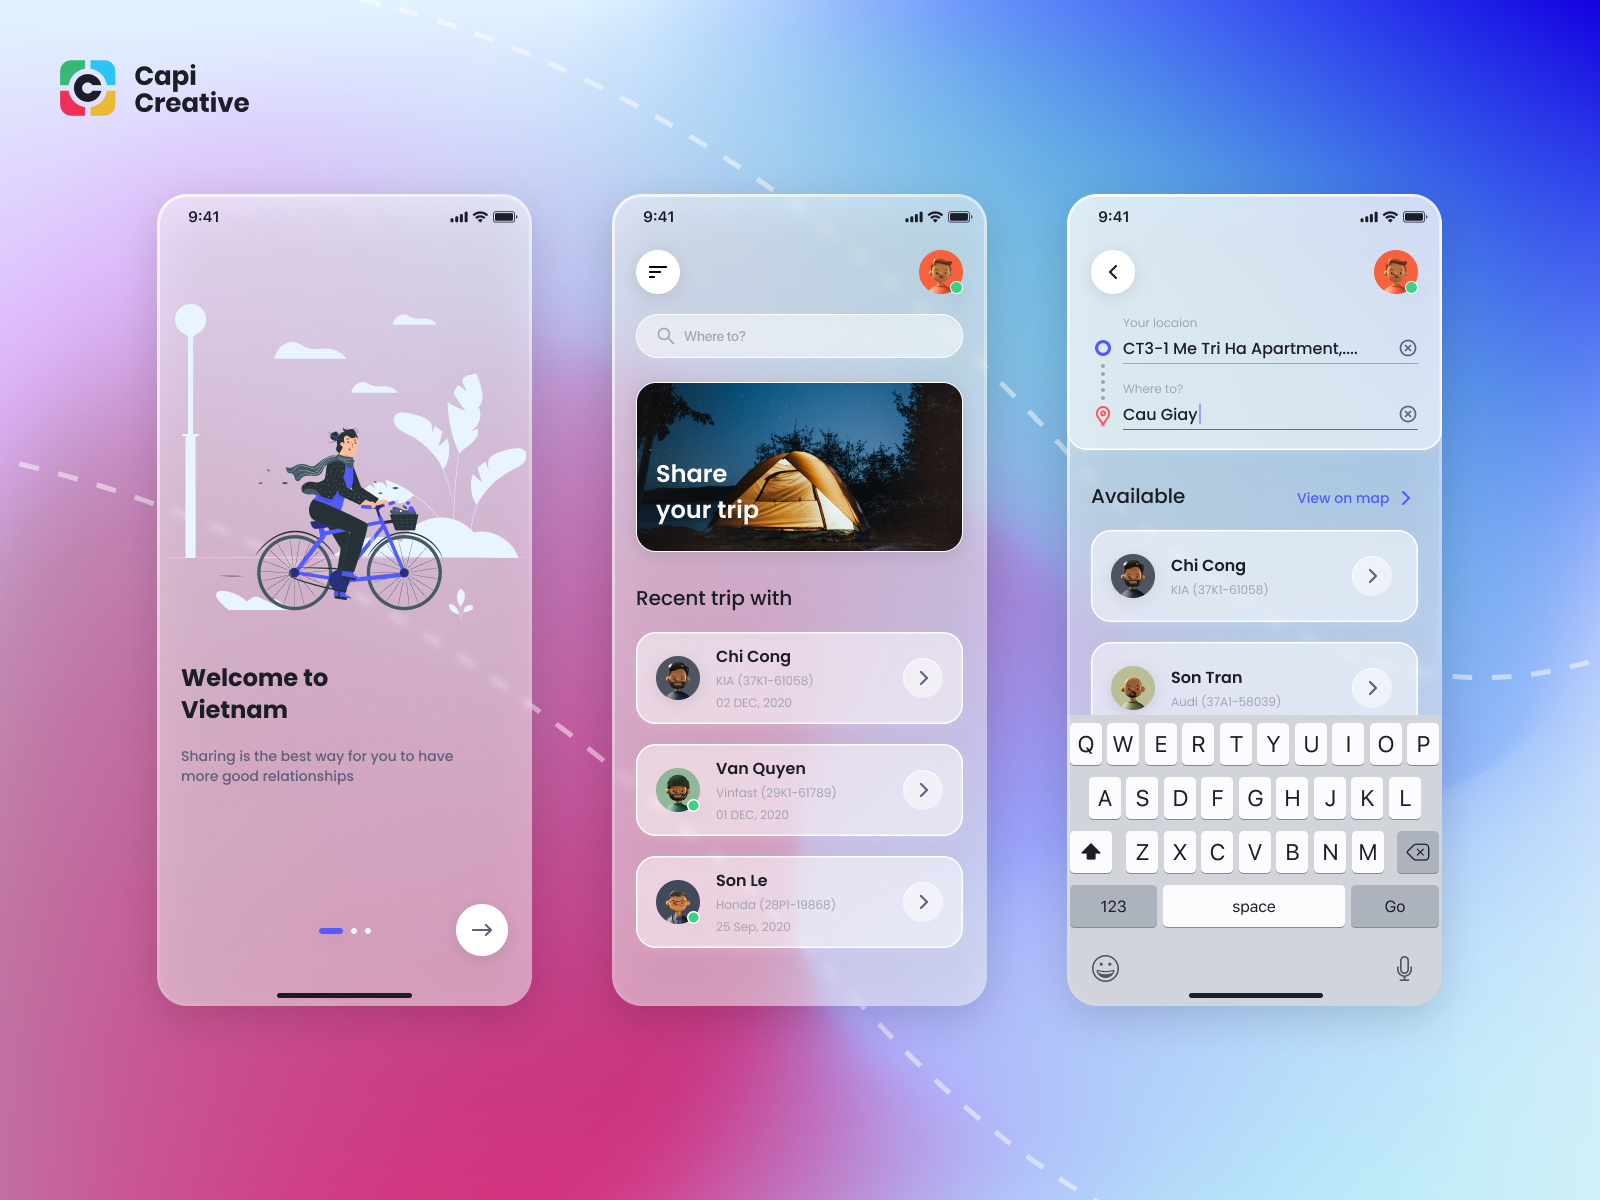 Capi
Creative
9:41
Welcome to
Vietnam
Sharing is the best way for you to have
more good relationships
9:41
Where to?
Share
your trip
Recent trip with
Chi Cong
KIA (37K1-61058)
02 DEC, 2020
Van Quyen
Vinfast (29K1-61789)
01 DEC, 2020
Son Le
Honda (28P1-19868)
25 Sep, 2020
9:41
Your locaion
CT3-1 Me Tri Ha Apartment,....
Where to?
Cau Giay
Available
View on map
Chi Cong
KIA (37K1-61058)
Son Tran
Audi (37A1-58039)
Q W E R T Y U I O P
A S D F G H J K L
Z X C V B N M
123 space Go